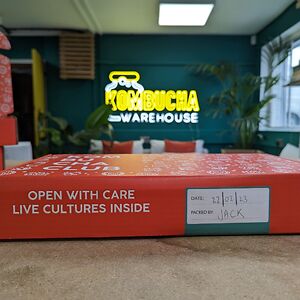 KOMBUCHA
WAREHOUSE
OPEN WITH CARE
LIVE CULTURES INSIDE
DATE: 22/02/23
PACKED BY: JACK